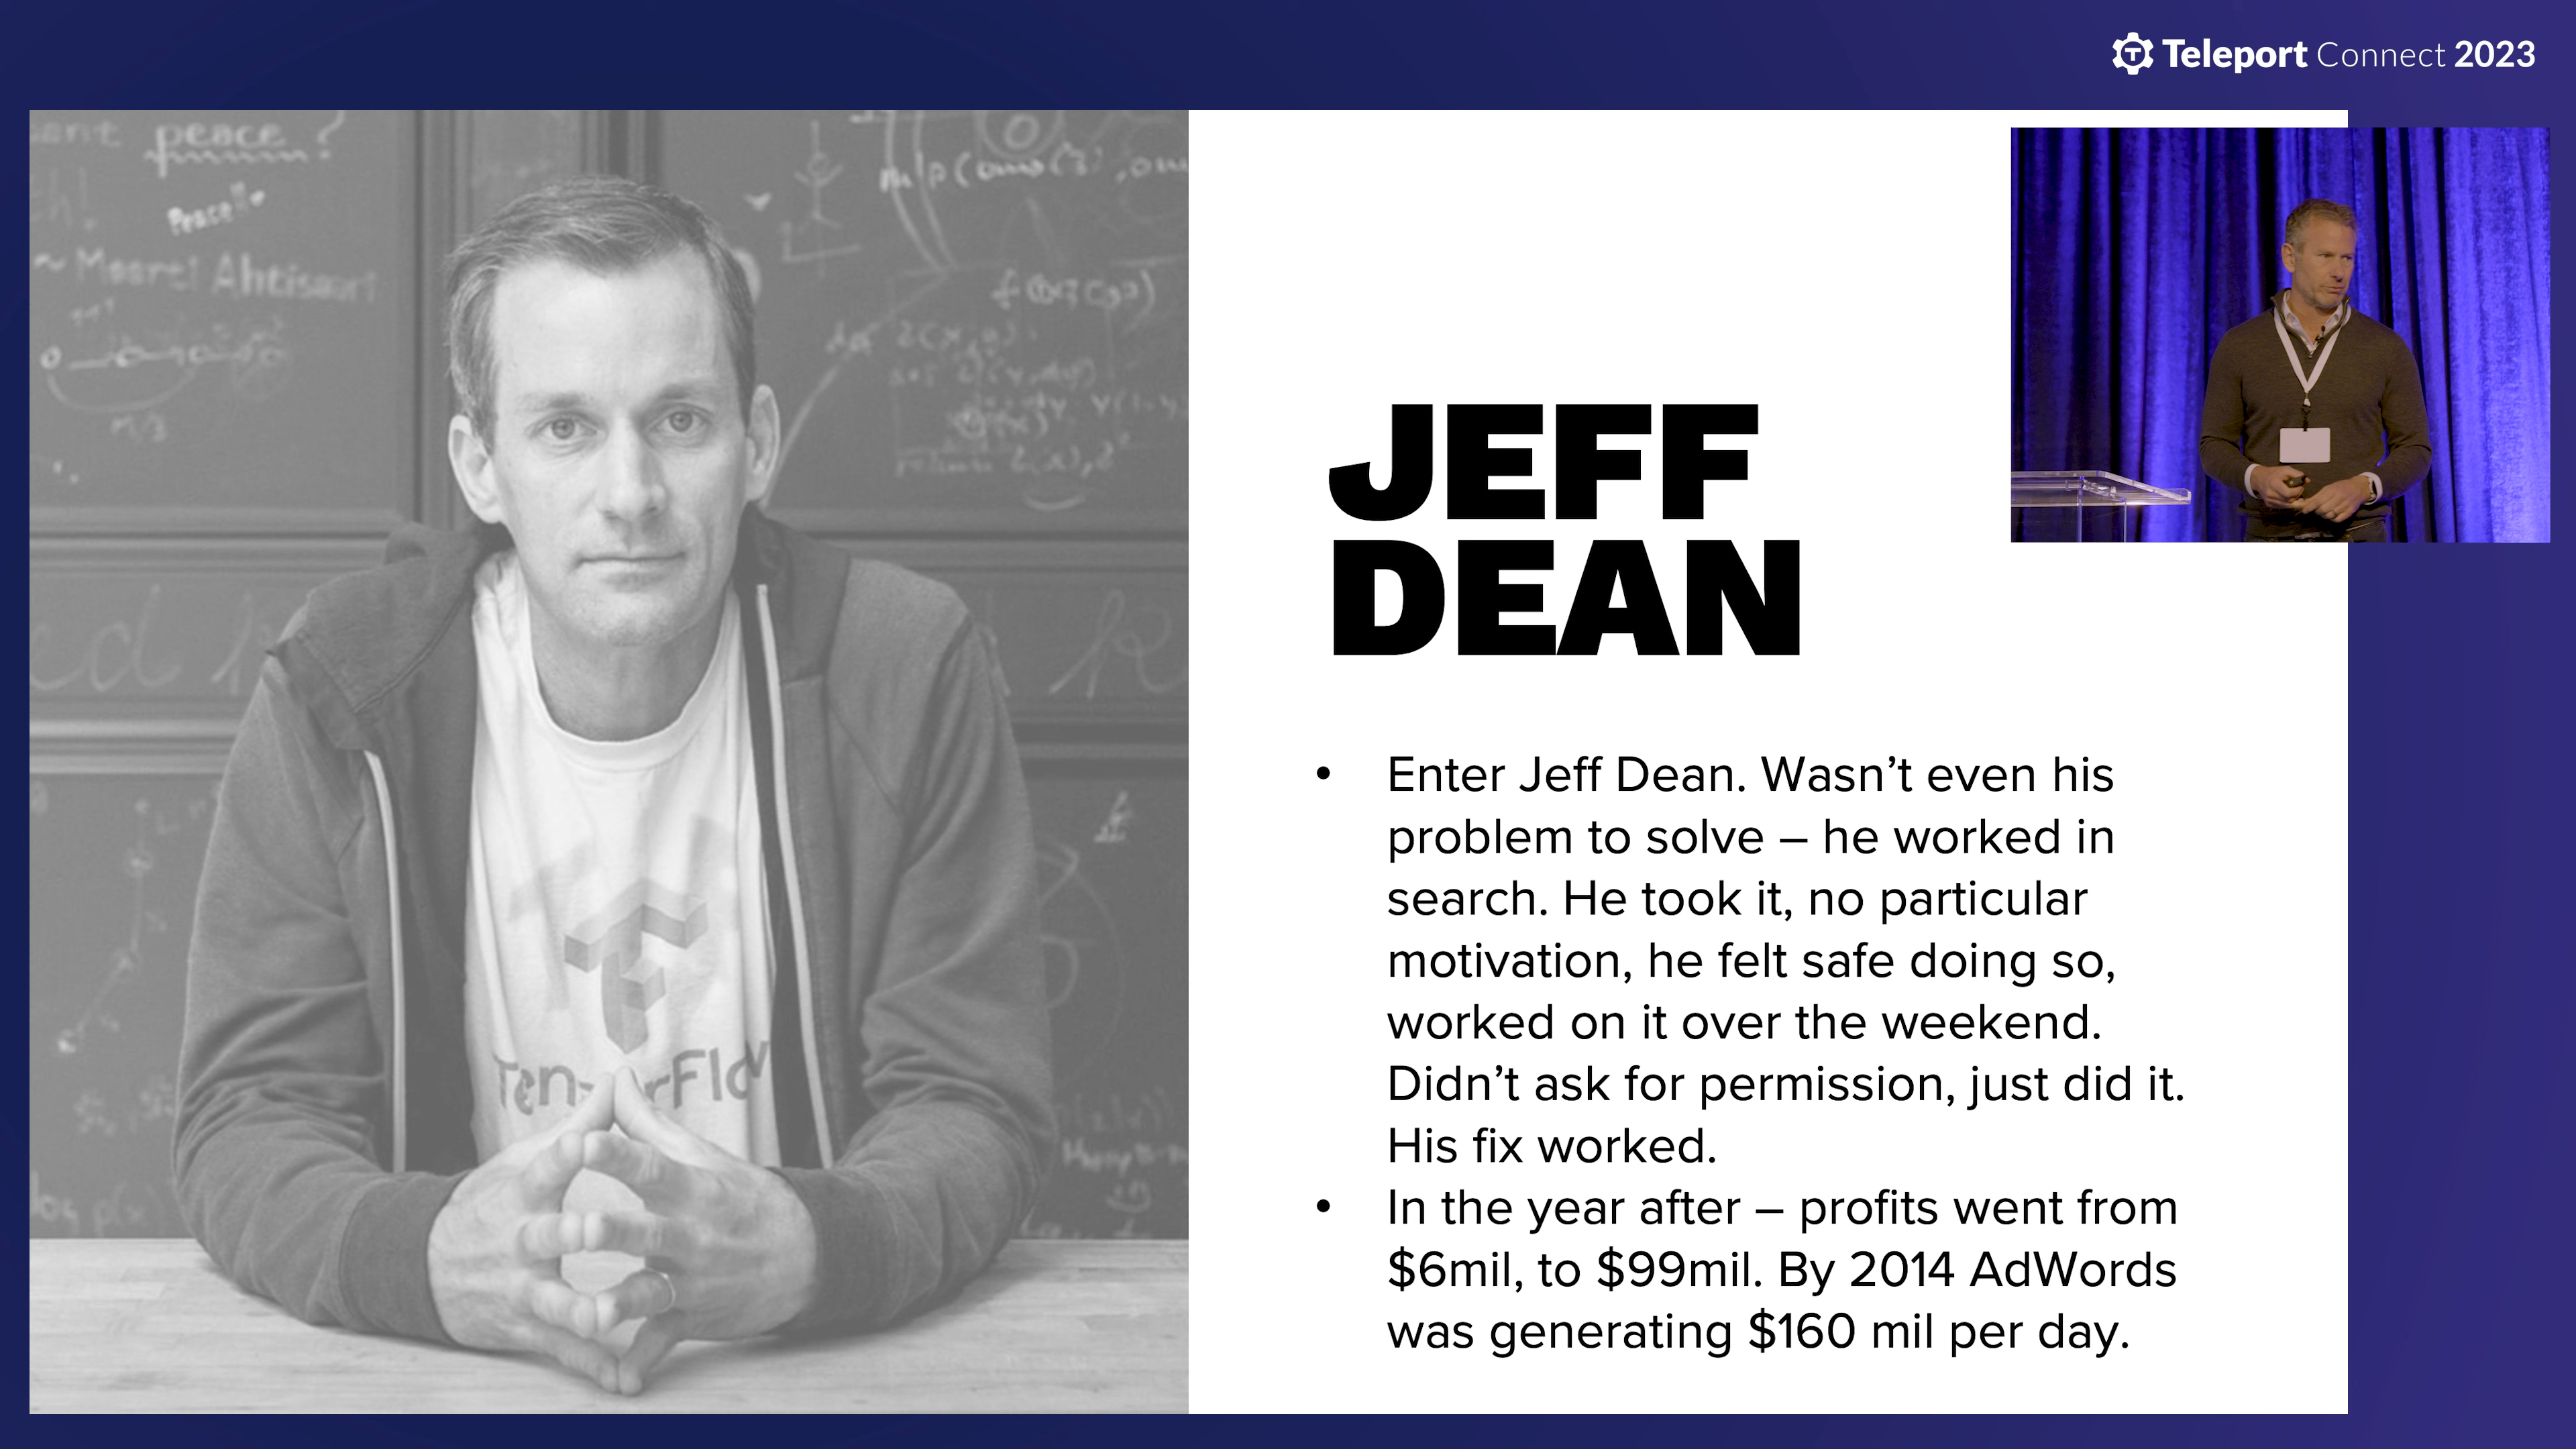 Teleport Connect 2023
peace ?
Peace
JEFF
DEAN
• Enter Jeff Dean. Wasn’t even his
problem to solve – he worked in
search. He took it, no particular
motivation, he felt safe doing so,
worked on it over the weekend.
Didn’t ask for permission, just did it.
His fix worked.
• In the year after – profits went from
$6mil, to $99mil. By 2014 AdWords
was generating $160 mil per day.